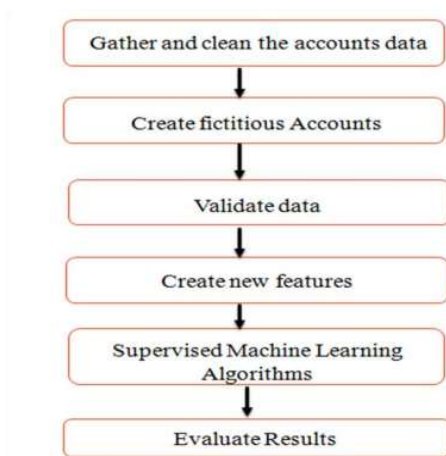 Gather and clean the accounts data
Create fictitious Accounts
Validate data
Create new features
Supervised Machine Learning
Algorithms
Evaluate Results